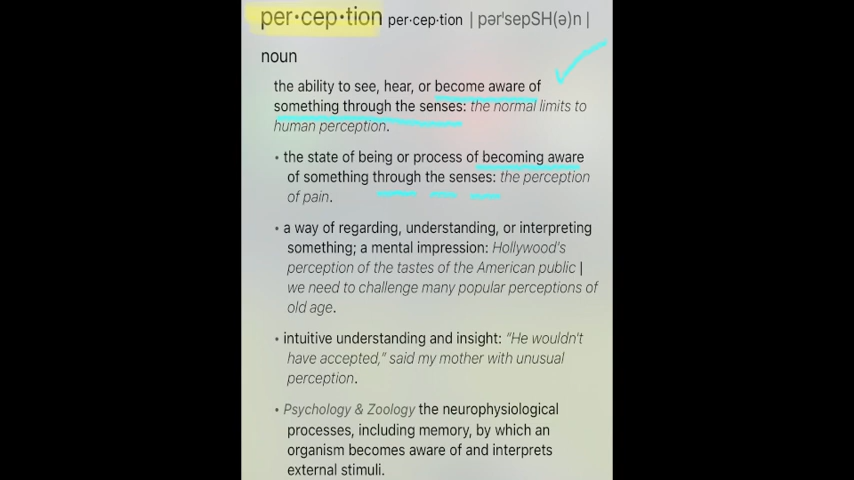 per•cep•tion per·cep·tion | pər'sepSH(ə)n |
noun
the ability to see, hear, or become aware of
something through the senses: the normal limits to
human perception.
• the state of being or process of becoming aware
of something through the senses: the perception
of pain.
• a way of regarding, understanding, or interpreting
something; a mental impression: Hollywood's
perception of the tastes of the American public |
we need to challenge many popular perceptions of
old age.
• intuitive understanding and insight: “He wouldn't
have accepted,” said my mother with unusual
perception.
• Psychology & Zoology the neurophysiological
processes, including memory, by which an
organism becomes aware of and interprets
external stimuli.